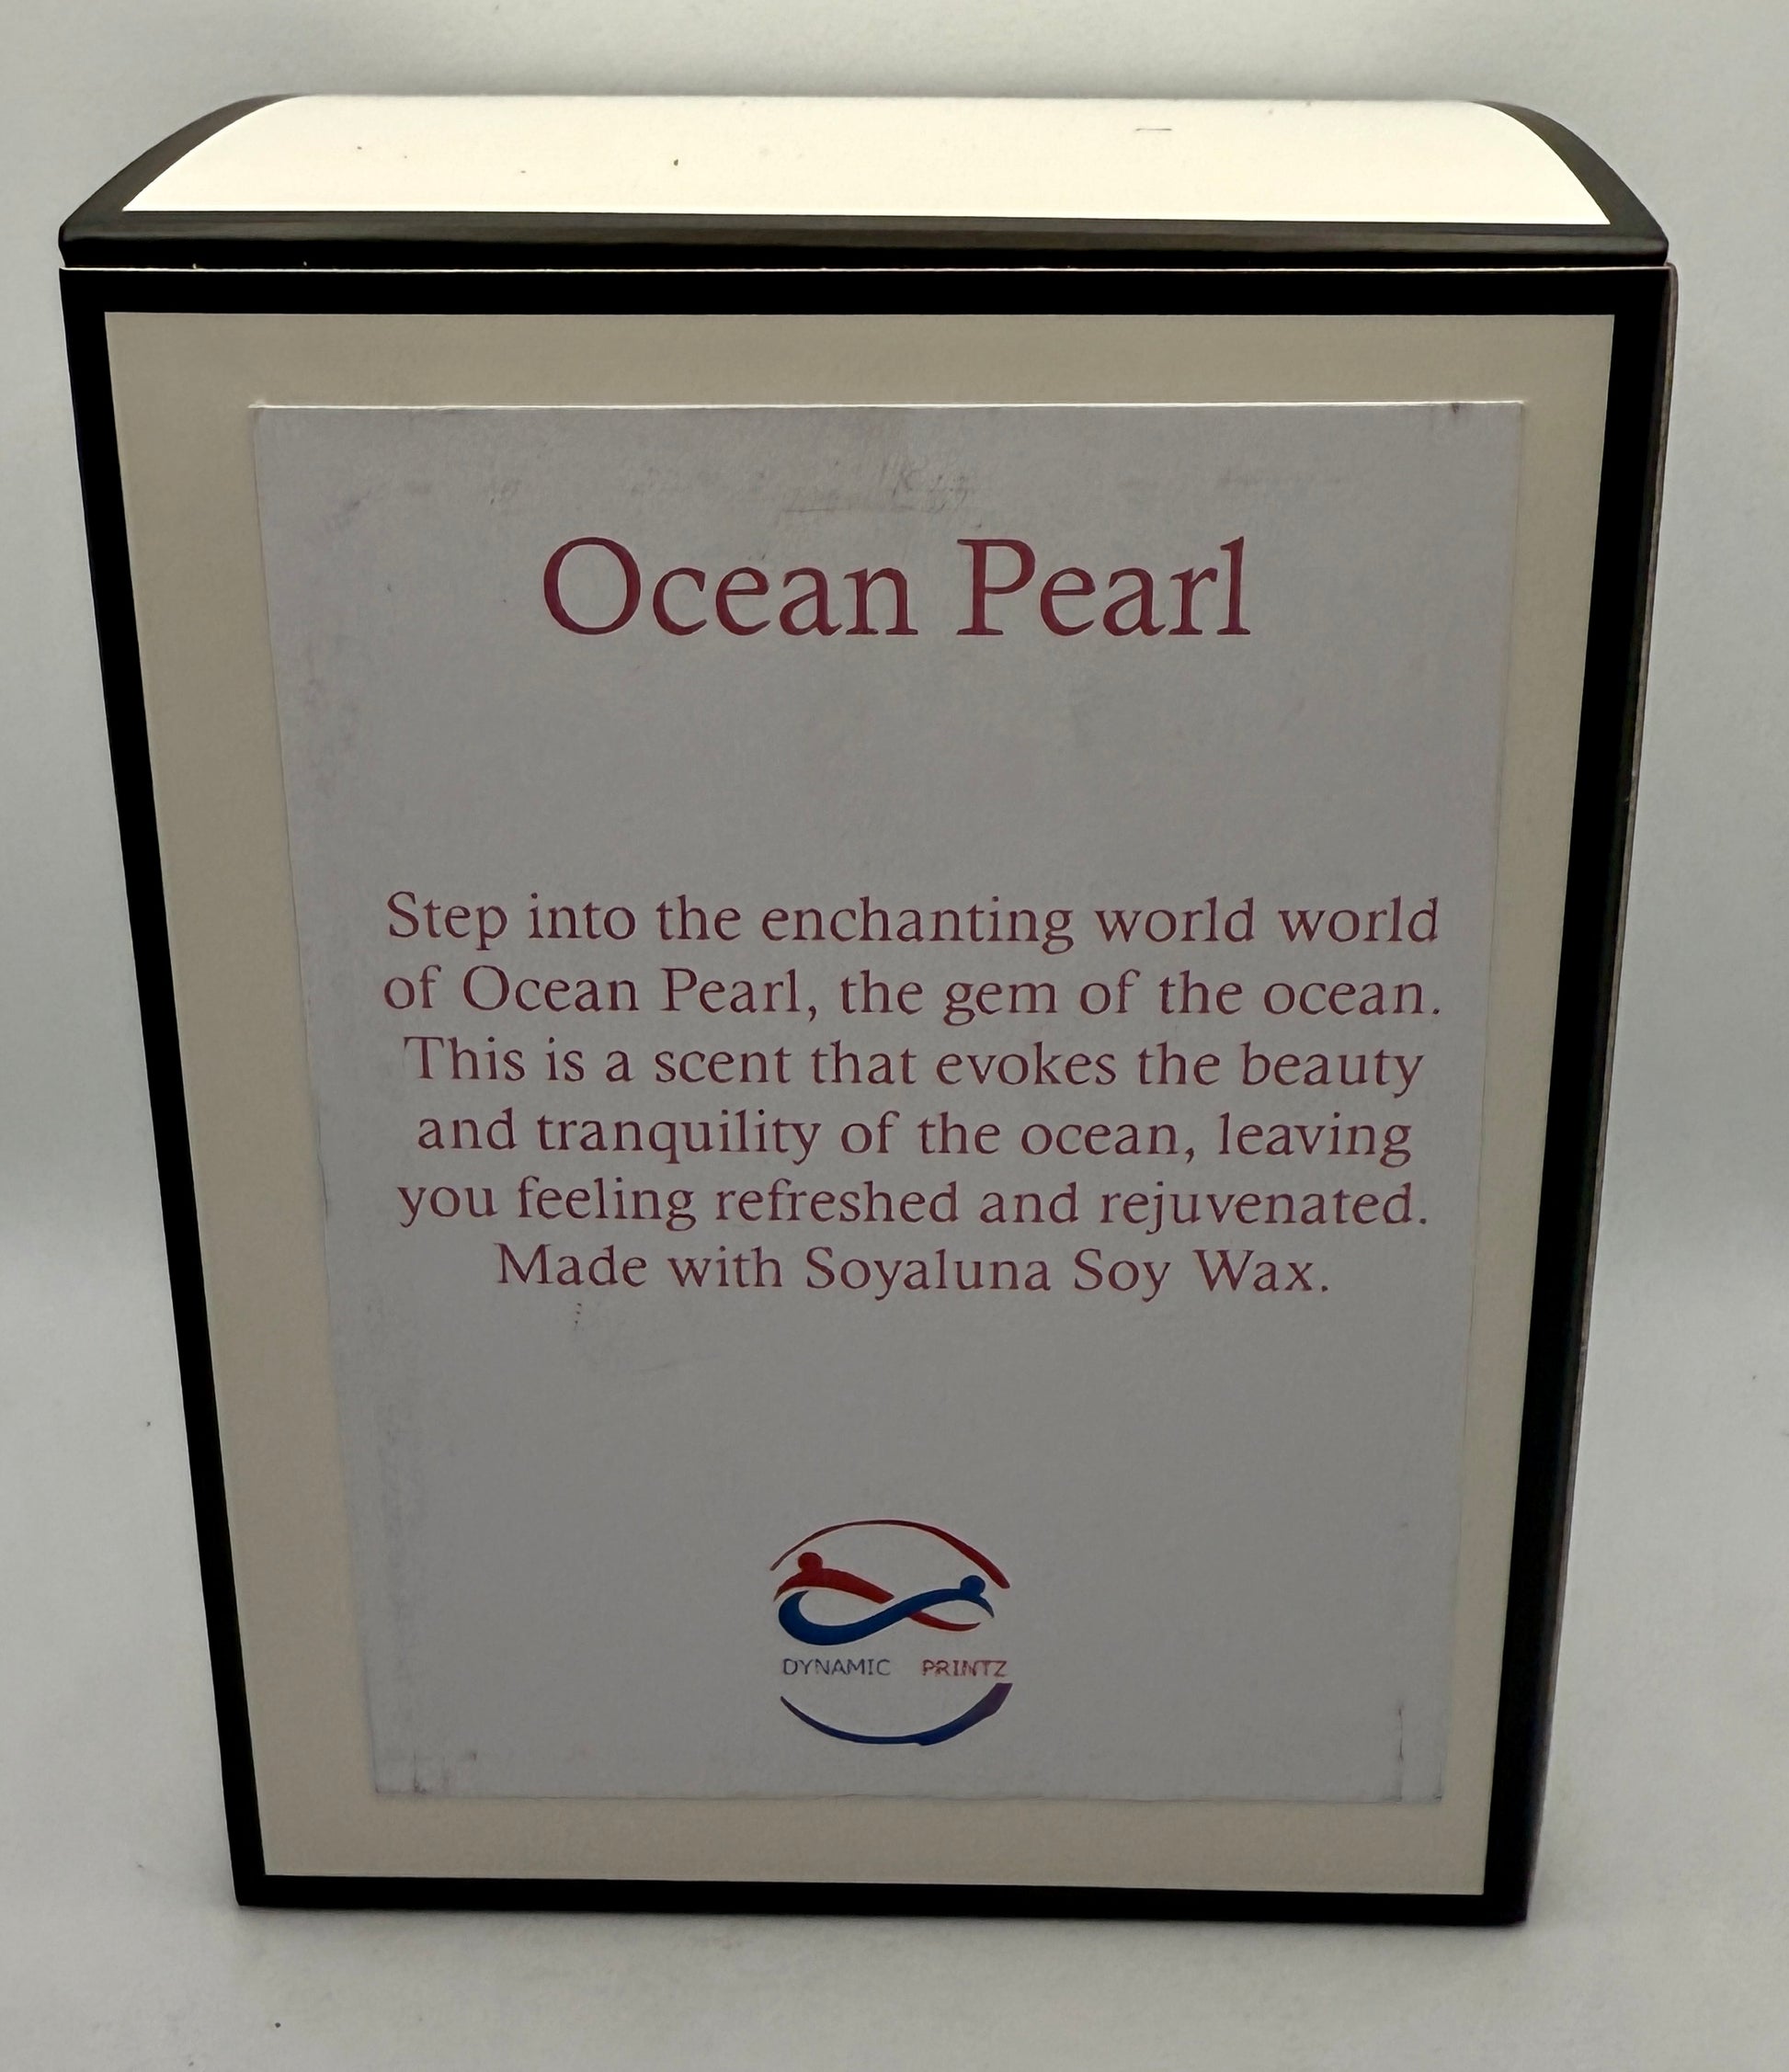 Ocean Pearl
Step into the enchanting world world
of Ocean Pearl, the gem of the ocean.
This is a scent that evokes the beauty
and tranquility of the ocean, leaving
you feeling refreshed and rejuvenated.
Made with Soyaluna Soy Wax.
DYNAMIC PRINTZ